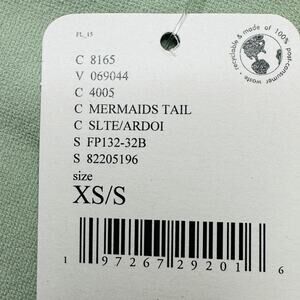 PL_15
C 8165
V 069044
C 4005
C MERMAIDS TAIL
C SLTE/ARDOI
S FP132-32B
S 82205196
size
XS/S
1 97267 29201 6
recyclable & made of 100% post-consumer waste